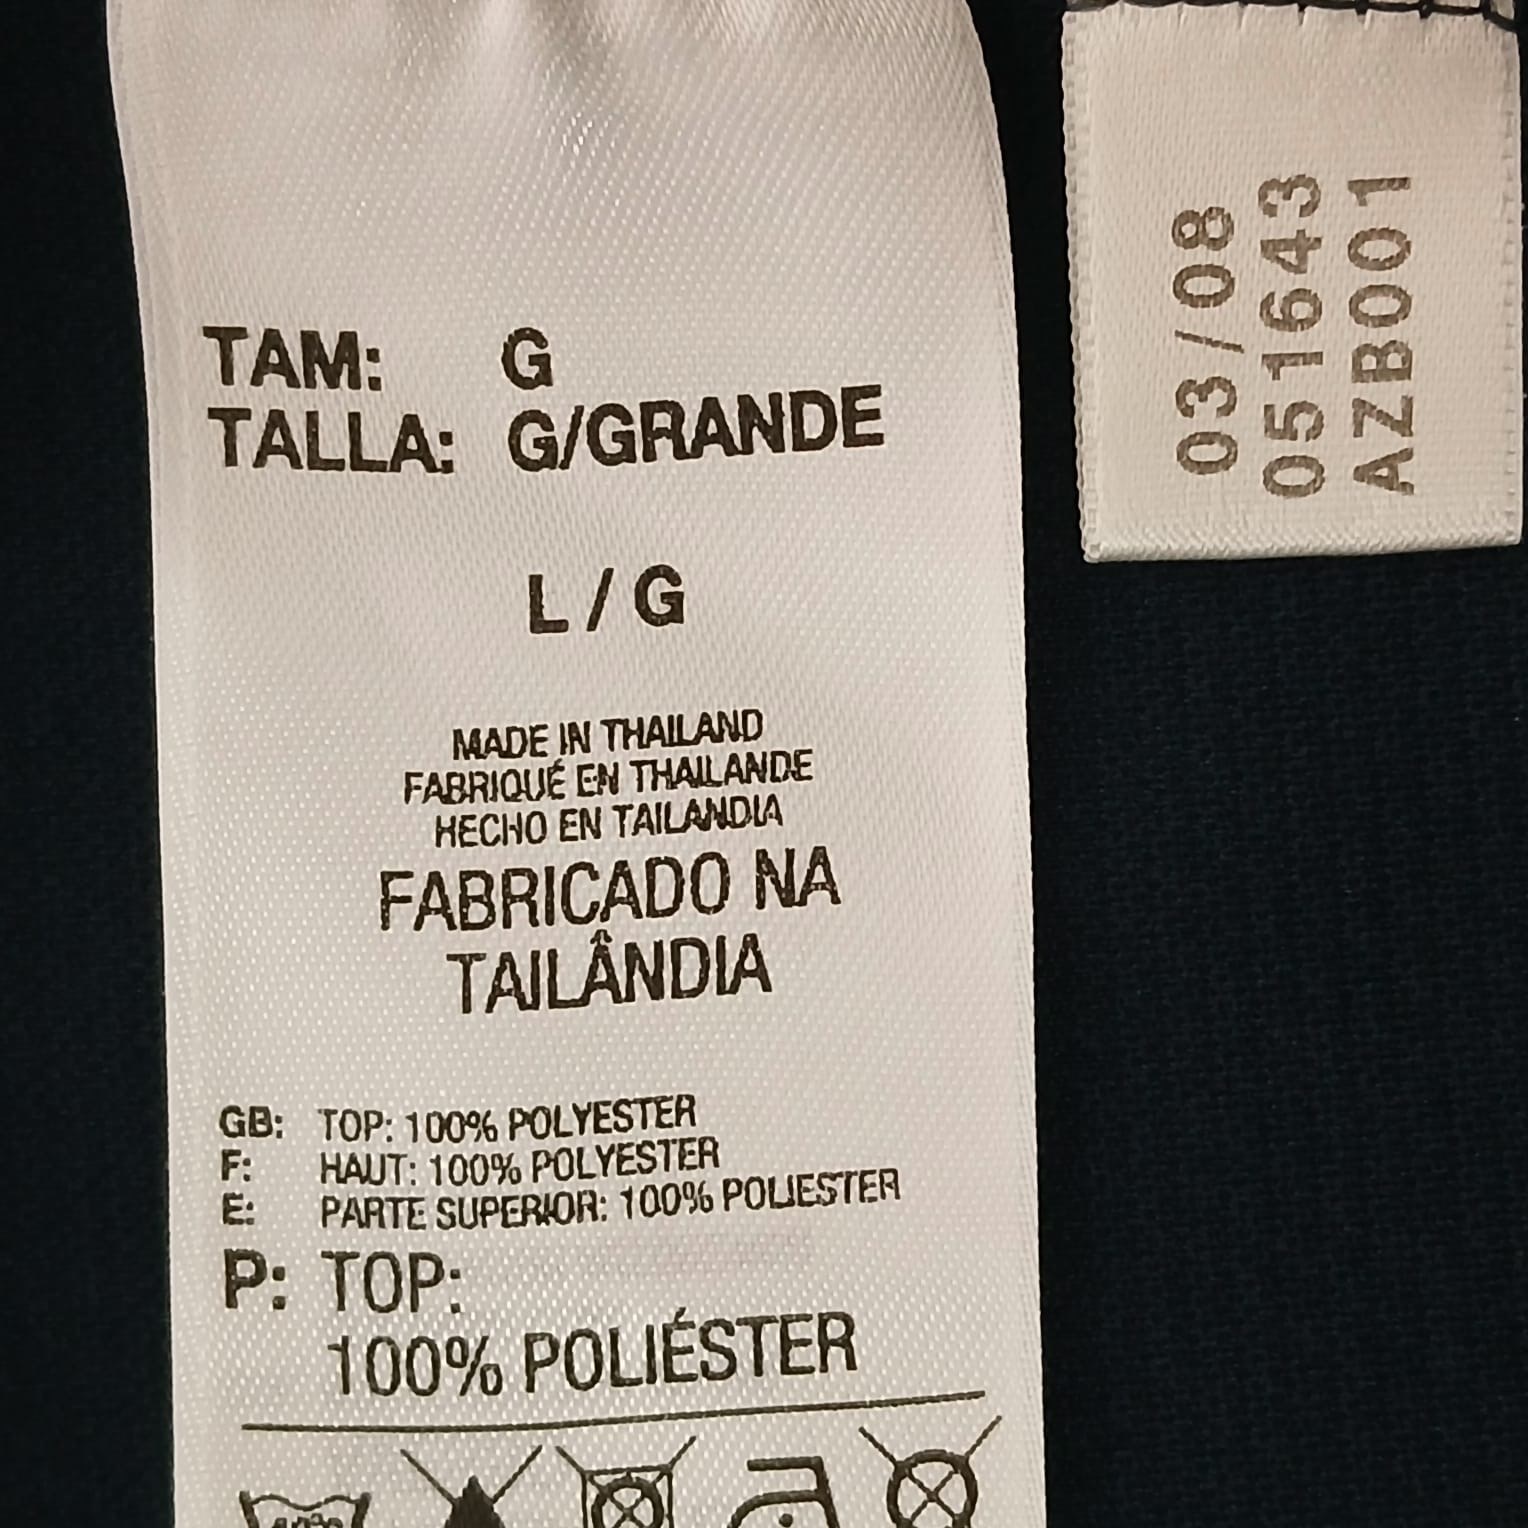 TAM: G
TALLA: G/GRANDE
L / G
MADE IN THAILAND
FABRIQUÉ EN THAILANDE
HECHO EN TAILANDIA
FABRICADO NA
TAILÂNDIA
GB: TOP: 100% POLYESTER
F: HAUT: 100% POLYESTER
E: PARTE SUPERIOR: 100% POLIESTER
P: TOP:
100% POLIÉSTER
03/08
051643
AZB001